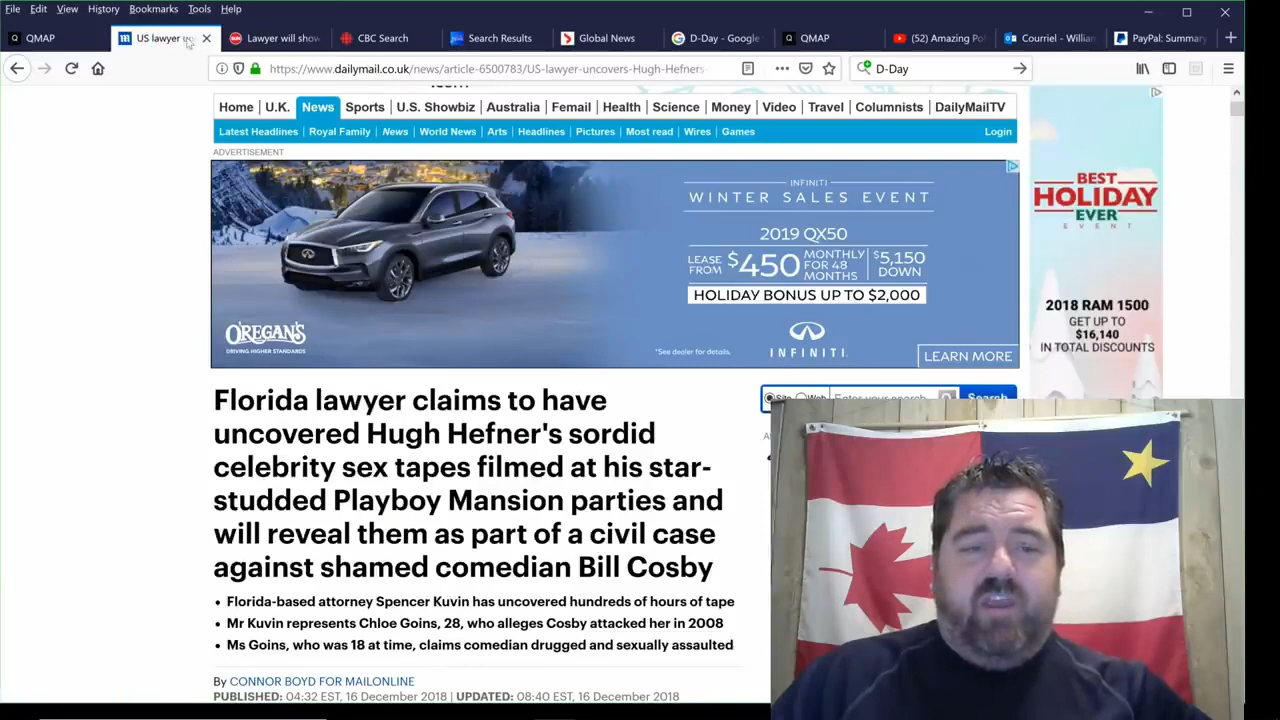 File Edit View History Bookmarks Tools Help
QMAP
US lawyer
Lawyer will show
CBC Search
Search Results
Global News
D-Day - Google
QMAP
(52) Amazing Po
Courriel - Willian
PayPal: Summary
https://www.dailymail.co.uk/news/article-6500783/US-lawyer-uncovers-Hugh-Hefners-
D-Day
Home U.K. News Sports U.S. Showbiz Australia Femail Health Science Money Video Travel Columnists DailyMailTV
Latest Headlines Royal Family News World News Arts Headlines Pictures Most read Wires Games Login
ADVERTISEMENT
INFINITI
WINTER SALES EVENT
2019 QX50
LEASE FROM $450 MONTHLY FOR 48 MONTHS $5,150 DOWN
HOLIDAY BONUS UP TO $2,000
O'REGAN'S
DRIVING HIGHER STANDARDS
*See dealer for details.
INFINITI
LEARN MORE
BEST
HOLIDAY
EVER
EVENT
2018 RAM 1500
GET UP TO
$16,140
IN TOTAL DISCOUNTS
Site Web Enter your search Search
Florida lawyer claims to have
uncovered Hugh Hefner's sordid
celebrity sex tapes filmed at his star-
studded Playboy Mansion parties and
will reveal them as part of a civil case
against shamed comedian Bill Cosby
• Florida-based attorney Spencer Kuvin has uncovered hundreds of hours of tape
• Mr Kuvin represents Chloe Goins, 28, who alleges Cosby attacked her in 2008
• Ms Goins, who was 18 at time, claims comedian drugged and sexually assaulted
By CONNOR BOYD FOR MAILONLINE
PUBLISHED: 04:32 EST, 16 December 2018 | UPDATED: 08:40 EST, 16 December 2018